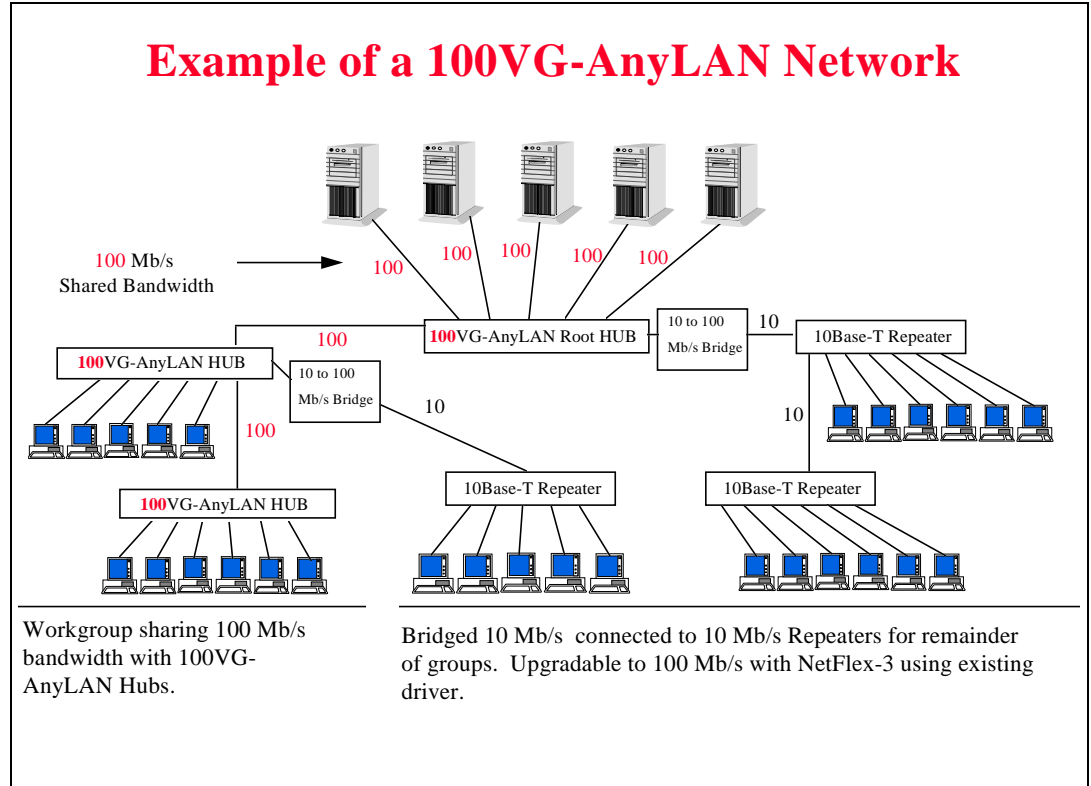 Example of a 100VG-AnyLAN Network
100 Mb/s
Shared Bandwidth
100
100
100
100
100
100VG-AnyLAN Root HUB
10 to 100
Mb/s Bridge
10
10Base-T Repeater
100
100VG-AnyLAN HUB
10 to 100
Mb/s Bridge
10
10
100
100VG-AnyLAN HUB
10Base-T Repeater
10Base-T Repeater
Workgroup sharing 100 Mb/s
bandwidth with 100VG-
AnyLAN Hubs.
Bridged 10 Mb/s connected to 10 Mb/s Repeaters for remainder
of groups. Upgradable to 100 Mb/s with NetFlex-3 using existing
driver.